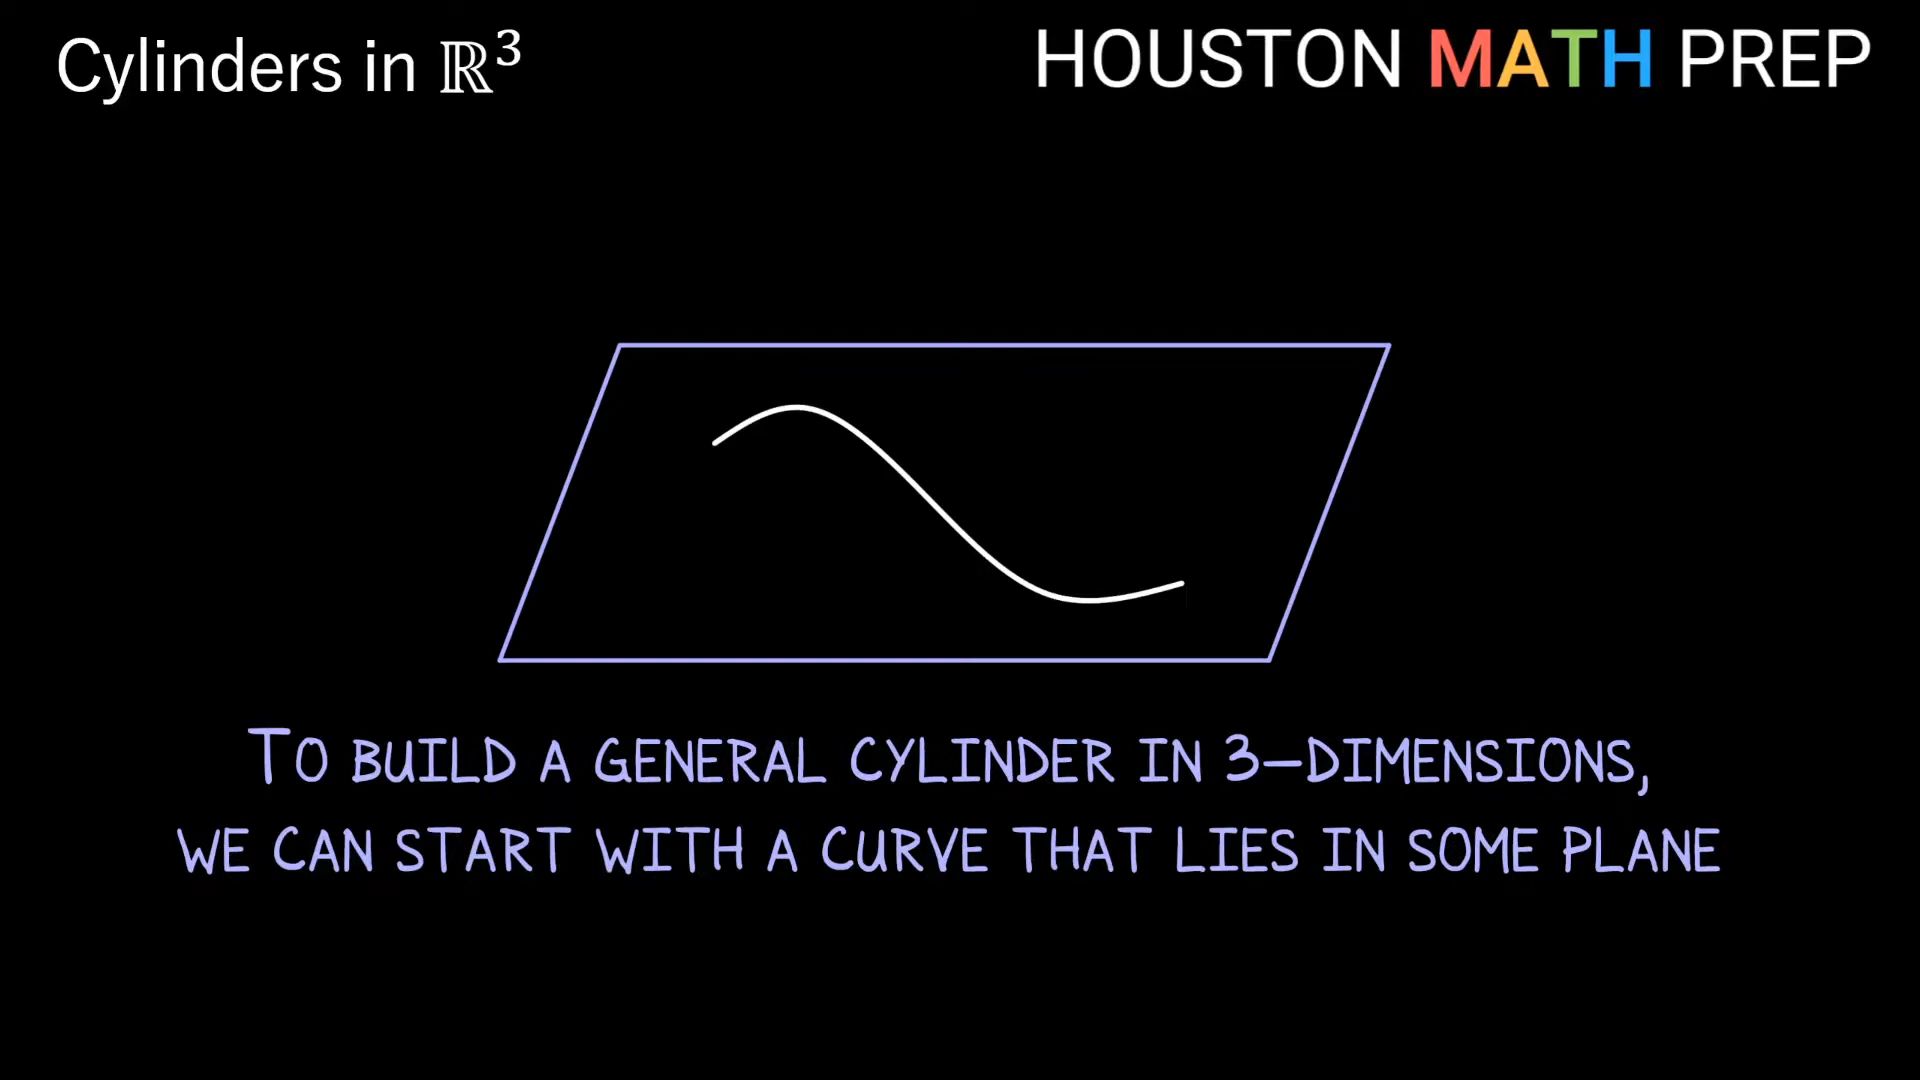 Cylinders in ℝ³
HOUSTON MATH PREP
TO BUILD A GENERAL CYLINDER IN 3-DIMENSIONS,
WE CAN START WITH A CURVE THAT LIES IN SOME PLANE